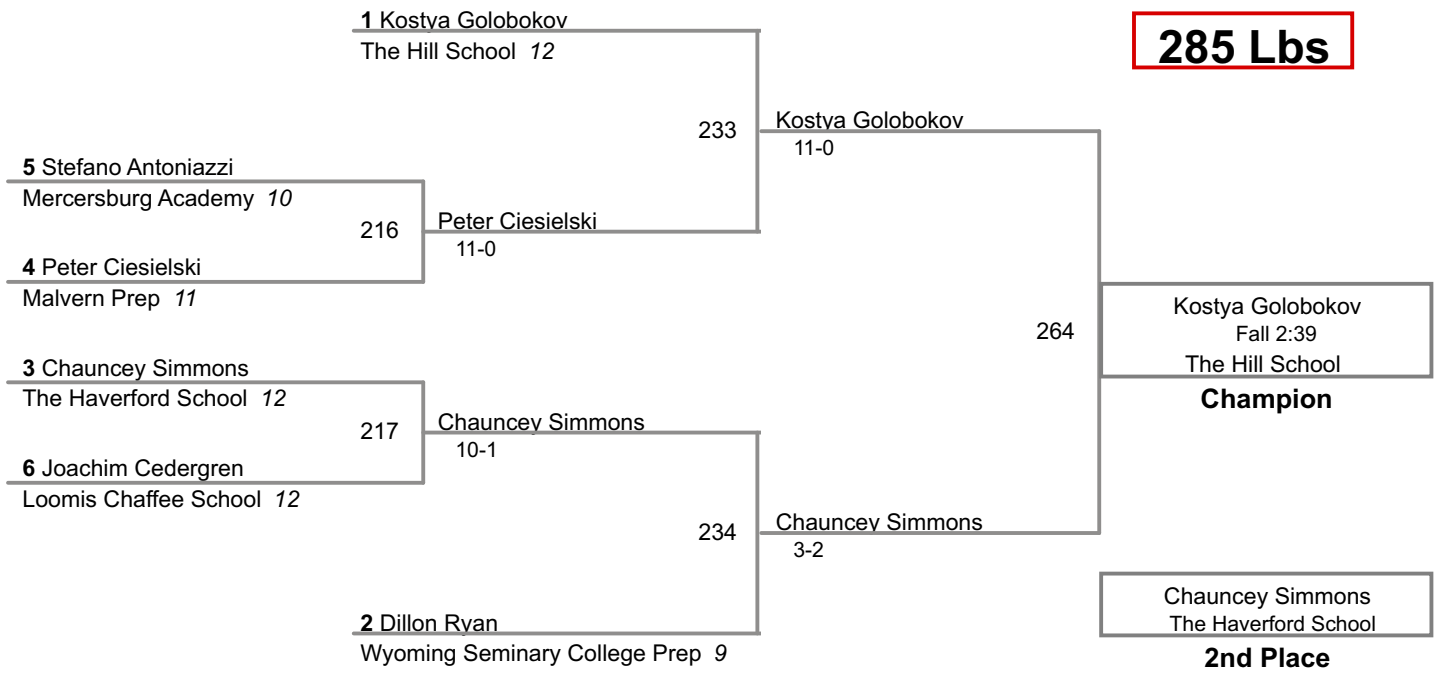 1 Kostya Golobokov
The Hill School 12
285 Lbs
233
Kostya Golobokov
11-0
5 Stefano Antoniazzi
Mercersburg Academy 10
216
Peter Ciesielski
11-0
4 Peter Ciesielski
Malvern Prep 11
264
Kostya Golobokov
Fall 2:39
The Hill School
Champion
3 Chauncey Simmons
The Haverford School 12
217
Chauncey Simmons
10-1
6 Joachim Cedergren
Loomis Chaffee School 12
234
Chauncey Simmons
3-2
2 Dillon Ryan
Wyoming Seminary College Prep 9
Chauncey Simmons
The Haverford School
2nd Place